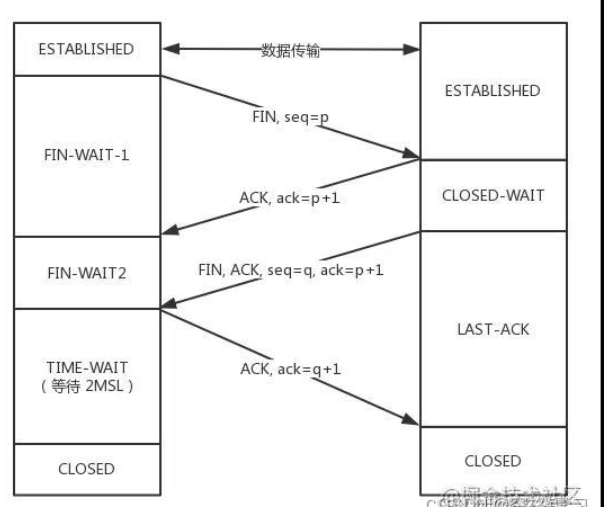 ESTABLISHED
数据传输
ESTABLISHED
FIN, seq=p
FIN-WAIT-1
ACK, ack=p+1
CLOSED-WAIT
FIN-WAIT2
FIN, ACK, seq=q, ack=p+1
LAST-ACK
TIME-WAIT
（等待 2MSL）
ACK, ack=q+1
CLOSED
CLOSED
@掘金技术社区